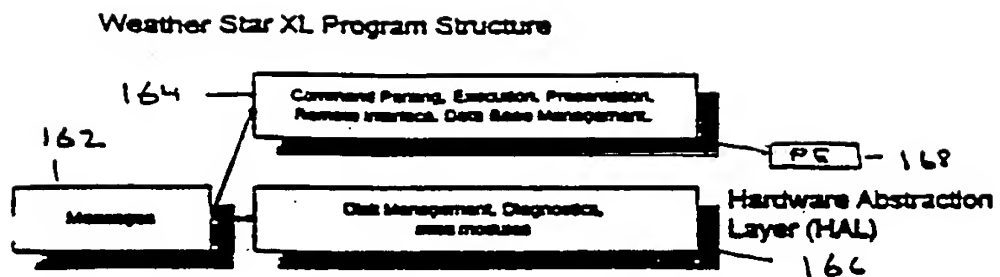 Weather Star XL Program Structure
164
Command Parsing, Execution, Presentation,
Remote Interface, Data Base Management,
162
PE
168
Messages
Disk Management, Diagnostics,
modules
Hardware Abstraction
Layer (HAL)
166